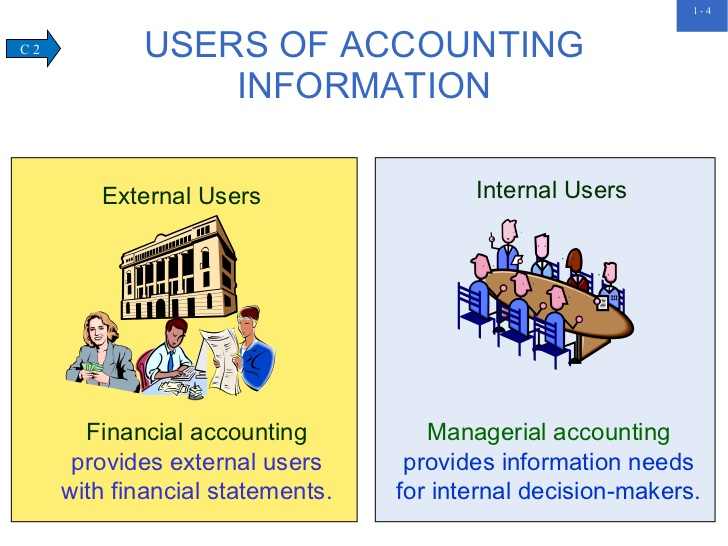 1 - 4
C 2
USERS OF ACCOUNTING
INFORMATION
External Users
Financial accounting
provides external users
with financial statements.
Internal Users
Managerial accounting
provides information needs
for internal decision-makers.